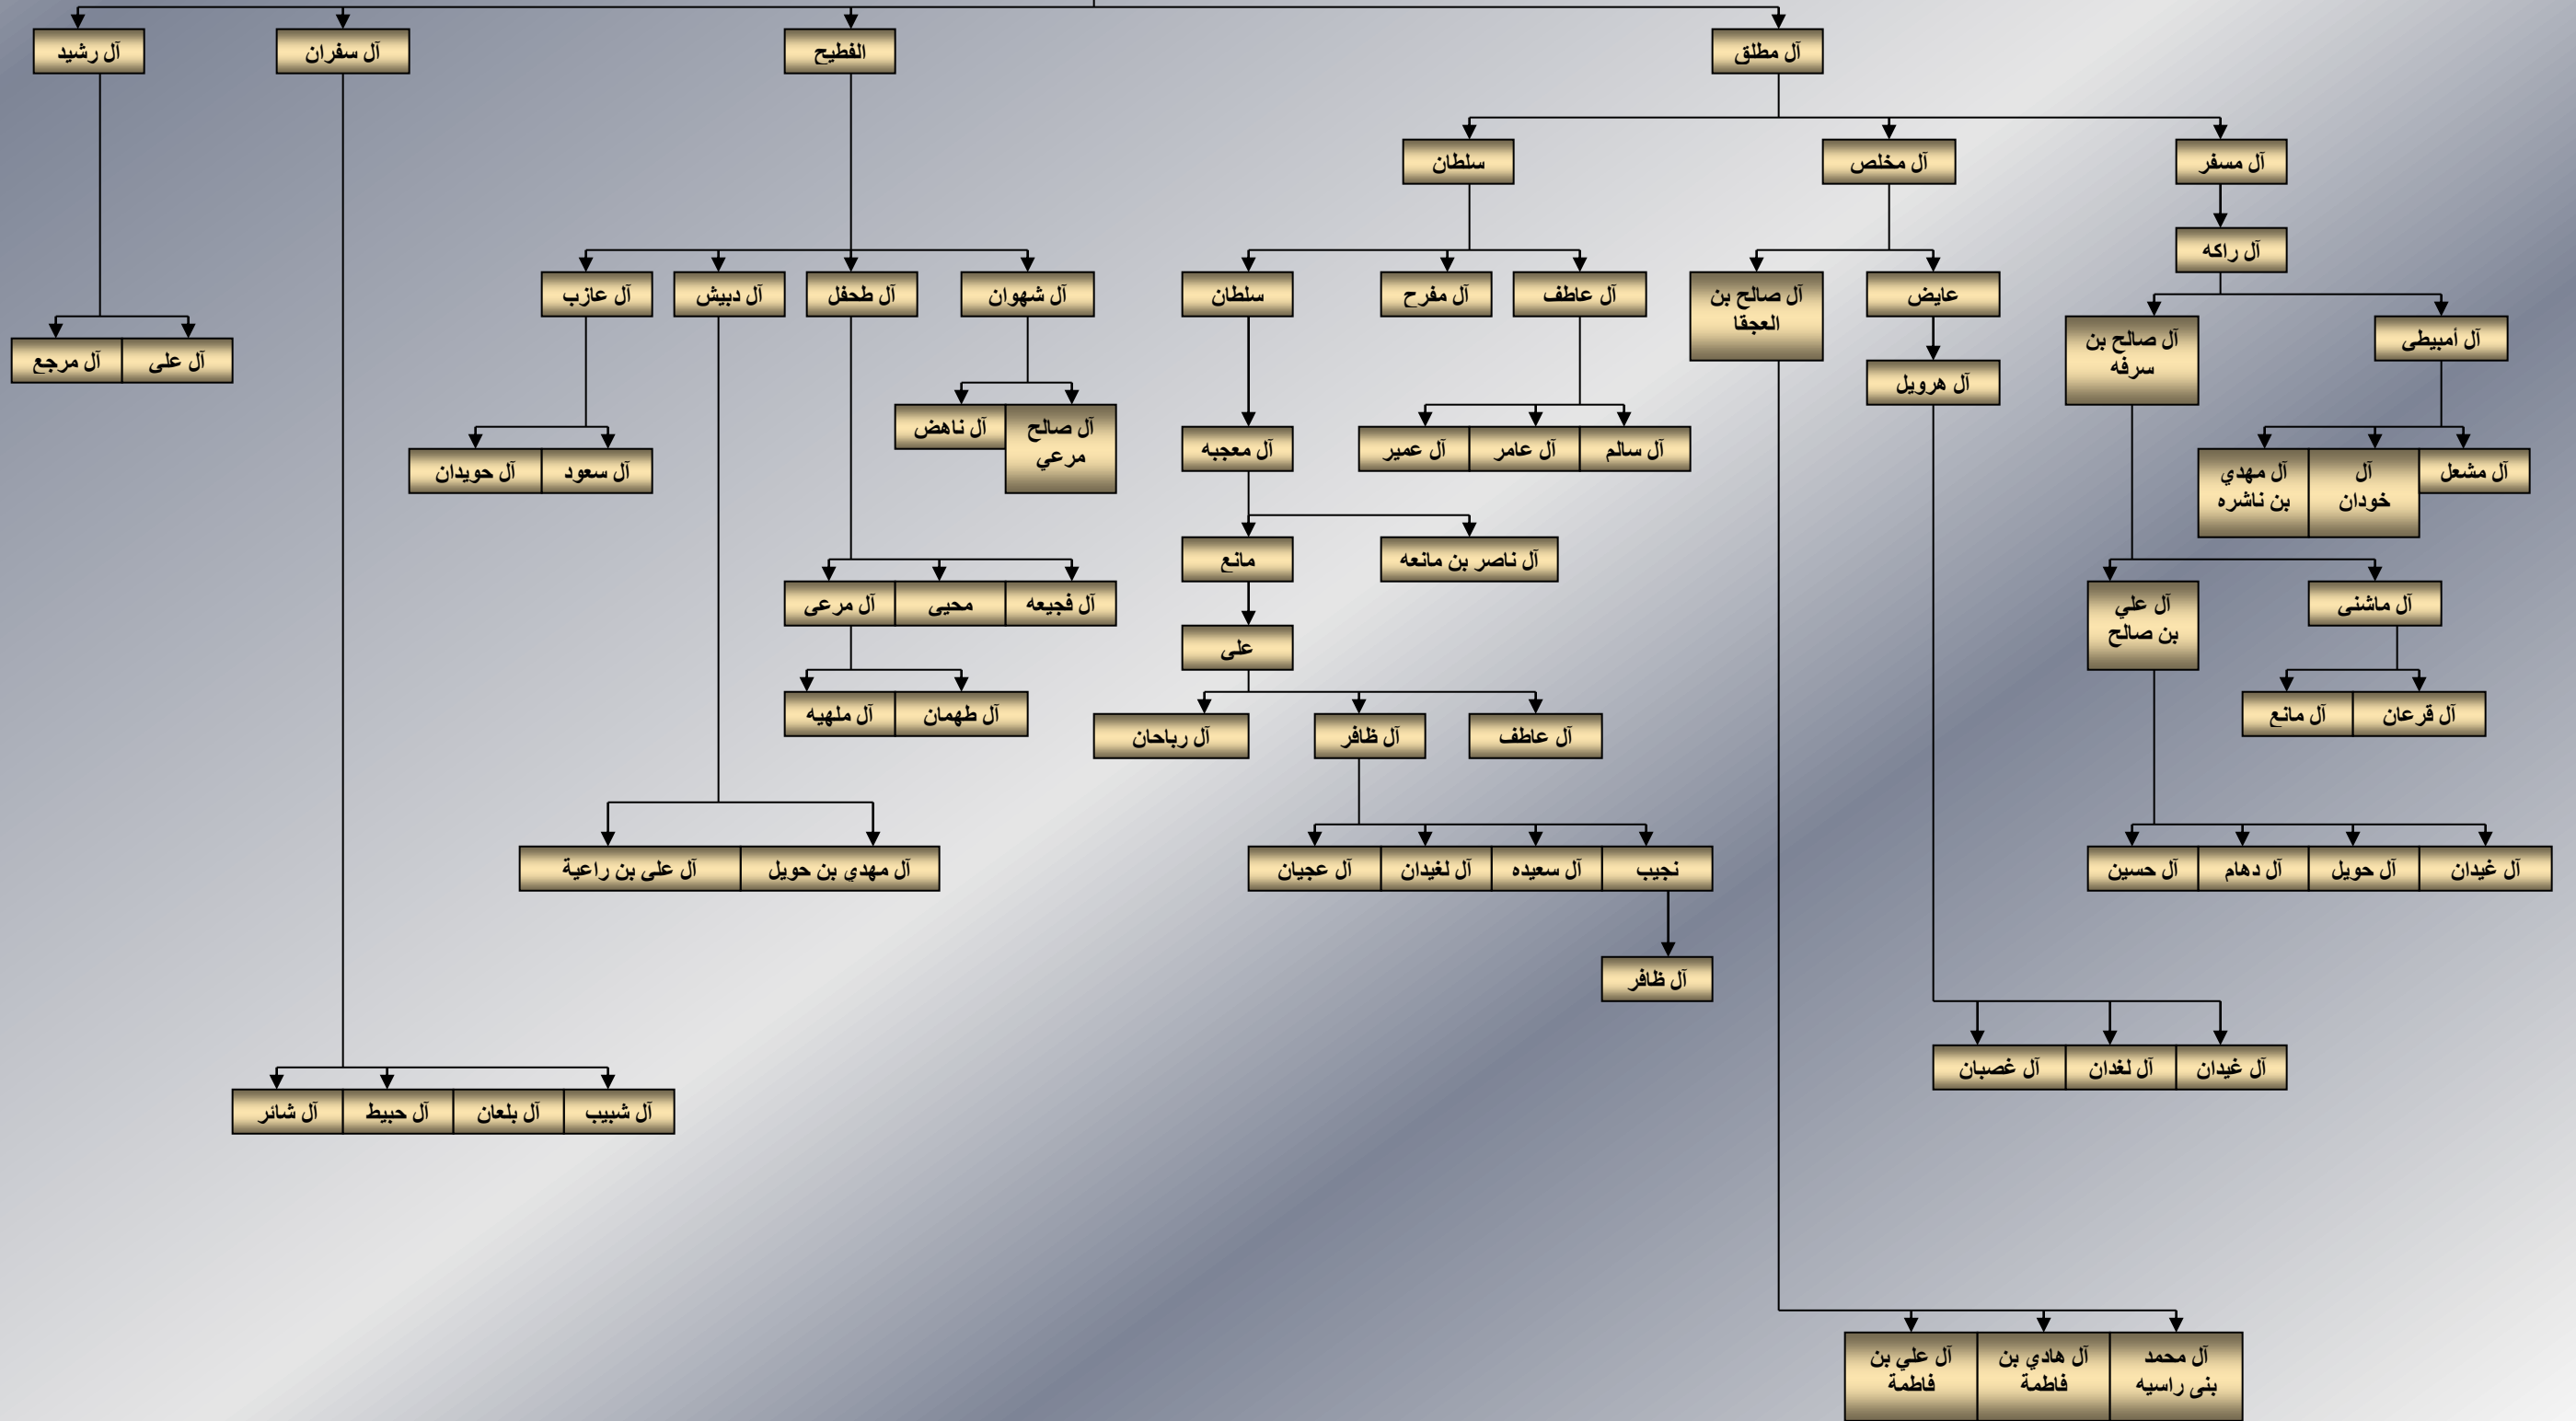 آل مطلق
الفطيح
آل سفران
آل رشيد
آل مسفر
آل مخلص
سلطان
آل راكه
عايض
آل صالح بن
العجقا
آل عاطف
آل مفرح
سلطان
آل شهوان
آل طحفل
آل دبيش
آل عازب
آل أمبيطى
آل صالح بن
سرفه
آل على
آل مرجع
آل هرويل
آل صالح
مرعي
آل ناهض
آل سالم
آل عامر
آل عمير
آل معجبه
آل مشعل
آل
خودان
آل مهدي
بن ناشره
آل سعود
آل حويدان
آل ناصر بن مانعه
مانع
آل ماشنى
آل علي
بن صالح
آل فجيعه
محيى
آل مرعى
على
آل قرعان
آل مانع
آل طهمان
آل ملهيه
آل عاطف
آل ظافر
آل رباحان
آل غيدان
آل حويل
آل دهام
آل حسين
نجيب
آل سعيده
آل لغيدان
آل عجيان
آل مهدي بن حويل
آل على بن راعية
آل ظافر
آل غيدان
آل لغدان
آل غصبان
آل شبيب
آل بلعان
آل حبيط
آل شائر
آل محمد
بنى راسيه
آل هادي بن
فاطمة
آل علي بن
فاطمة